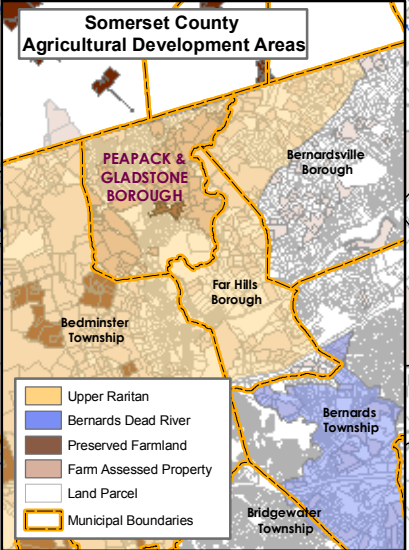 Somerset County
Agricultural Development Areas
PEAPACK &
GLADSTONE
BOROUGH
Bernardsville
Borough
Far Hills
Borough
Bedminster
Township
Bernards
Township
Bridgewater
Township
Upper Raritan
Bernards Dead River
Preserved Farmland
Farm Assessed Property
Land Parcel
Municipal Boundaries